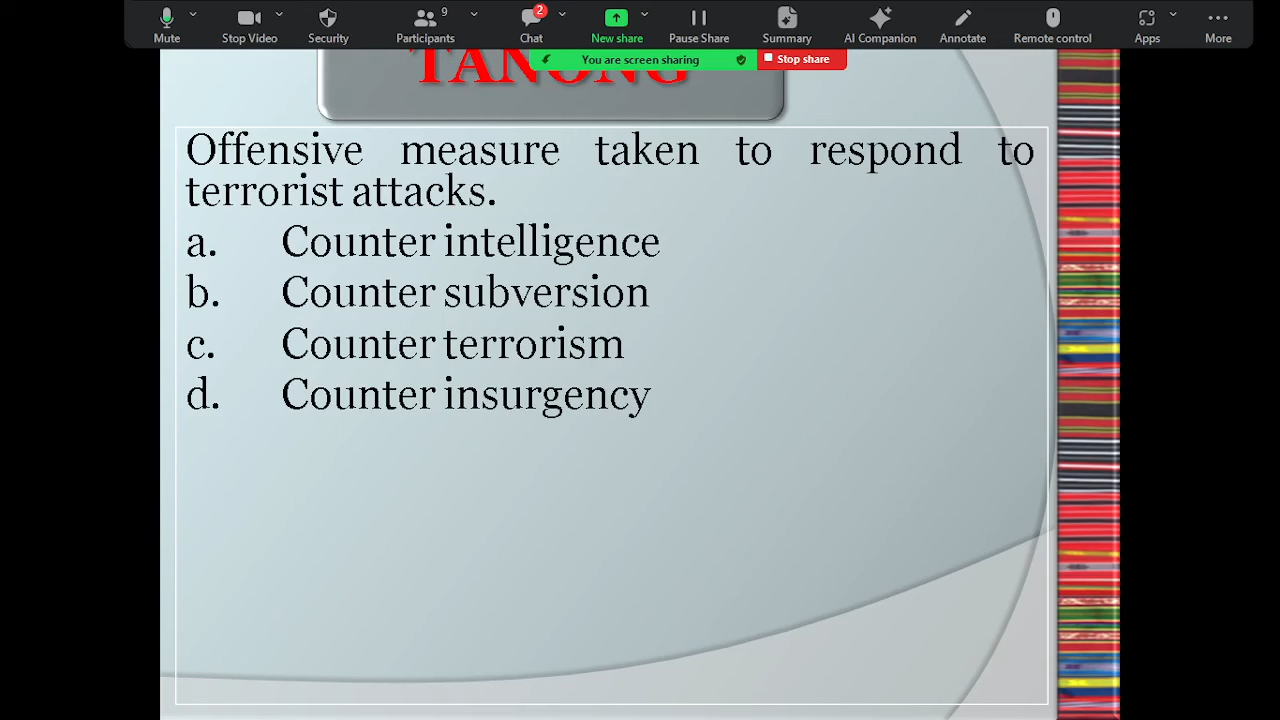 Mute Stop Video Security Participants 9 Chat 2 New share Pause Share Summary AI Companion Annotate Remote control Apps More
You are screen sharing Stop share
TANONG
Offensive measure taken to respond to
terrorist attacks.
a. Counter intelligence
b. Counter subversion
c. Counter terrorism
d. Counter insurgency